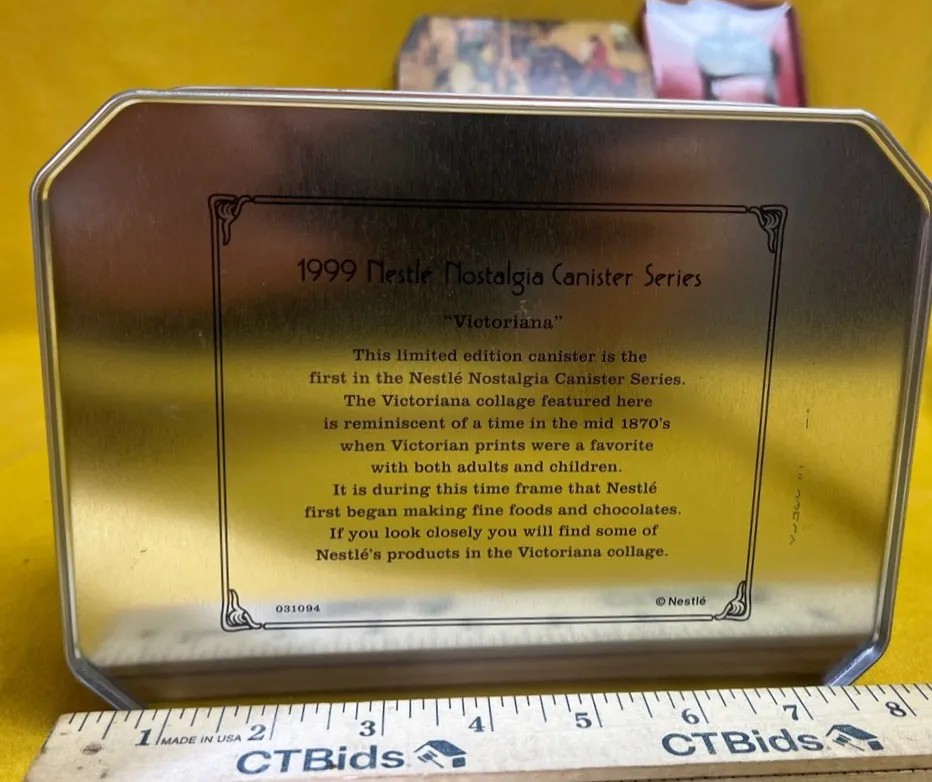 1999 Nestlé Nostalgia Canister Series
"Victoriana"
This limited edition canister is the
first in the Nestlé Nostalgia Canister Series.
The Victoriana collage featured here
is reminiscent of a time in the mid 1870's
when Victorian prints were a favorite
with both adults and children.
It is during this time frame that Nestlé
first began making fine foods and chocolates.
If you look closely you will find some of
Nestlé's products in the Victoriana collage.
031094 © Nestlé
1 MADE IN USA 2 3 4 5 6 7 8
CTBids CTBids